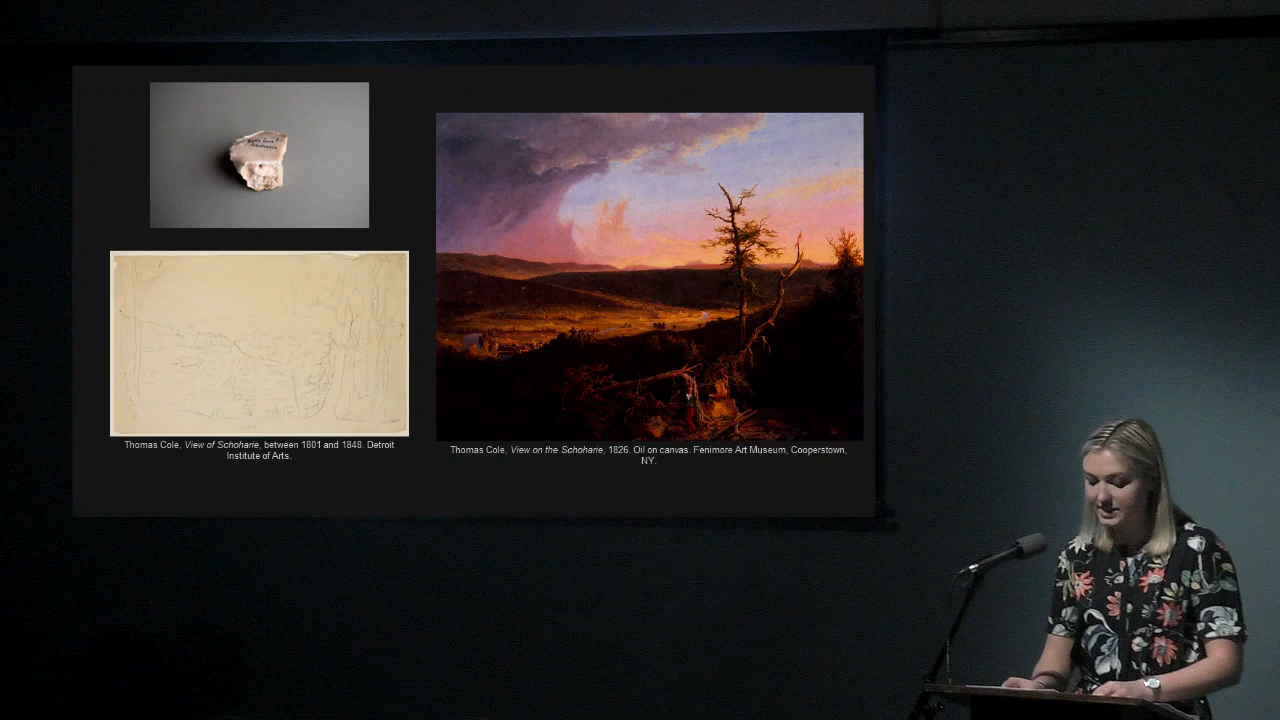 Thomas Cole, View of Schoharie, between 1801 and 1848. Detroit
Institute of Arts.
Thomas Cole, View on the Schoharie, 1826. Oil on canvas. Fenimore Art Museum, Cooperstown,
NY.